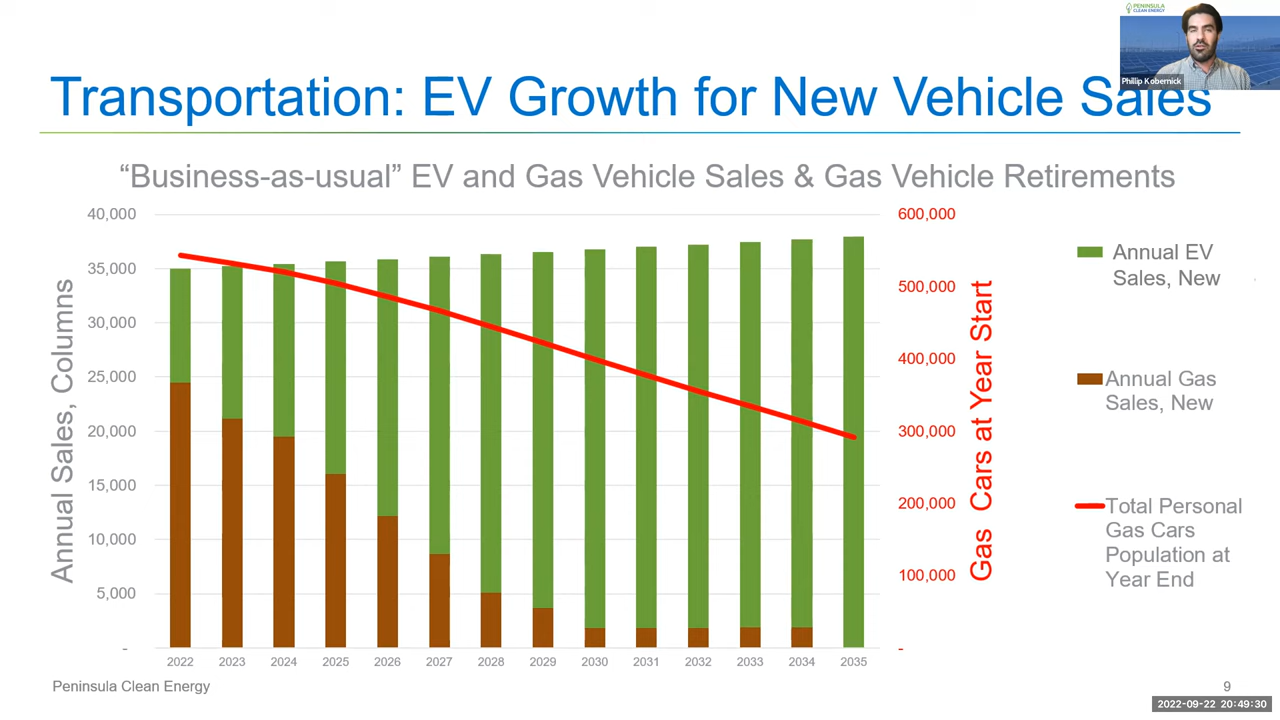 PENINSULA
CLEAN ENERGY
Phillip Kobernick
Transportation: EV Growth for New Vehicle Sales
“Business-as-usual” EV and Gas Vehicle Sales & Gas Vehicle Retirements
Annual Sales, Columns
40,000
35,000
30,000
25,000
20,000
15,000
10,000
5,000
-
2022 2023 2024 2025 2026 2027 2028 2029 2030 2031 2032 2033 2034 2035
600,000
500,000
400,000
300,000
200,000
100,000
-
Gas Cars at Year Start
Annual EV
Sales, New
Annual Gas
Sales, New
Total Personal
Gas Cars
Population at
Year End
Peninsula Clean Energy
9
2022-09-22 20:49:30